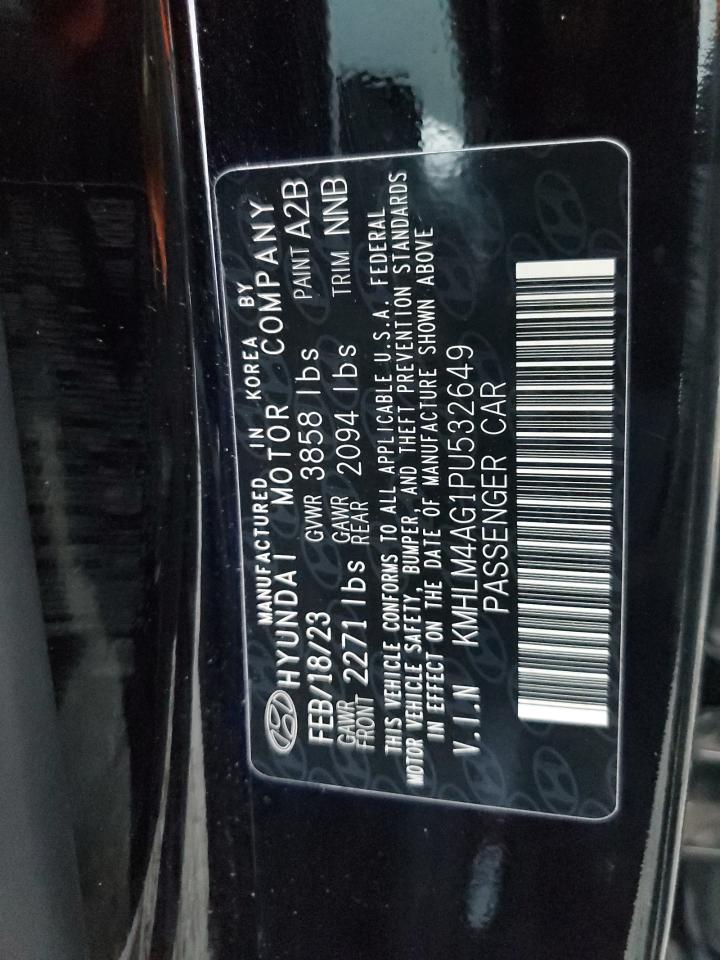 MANUFACTURED IN KOREA BY
HYUNDAI MOTOR COMPANY
FEB/18/23 GVWR 3858 lbs PAINT A2B
GAWR FRONT 2271 lbs GAWR REAR 2094 lbs TRIM NNB
THIS VEHICLE CONFORMS TO ALL APPLICABLE U.S.A. FEDERAL
MOTOR VEHICLE SAFETY, BUMPER, AND THEFT PREVENTION STANDARDS
IN EFFECT ON THE DATE OF MANUFACTURE SHOWN ABOVE
V.I.N KMHLM4AG1PU532649
PASSENGER CAR